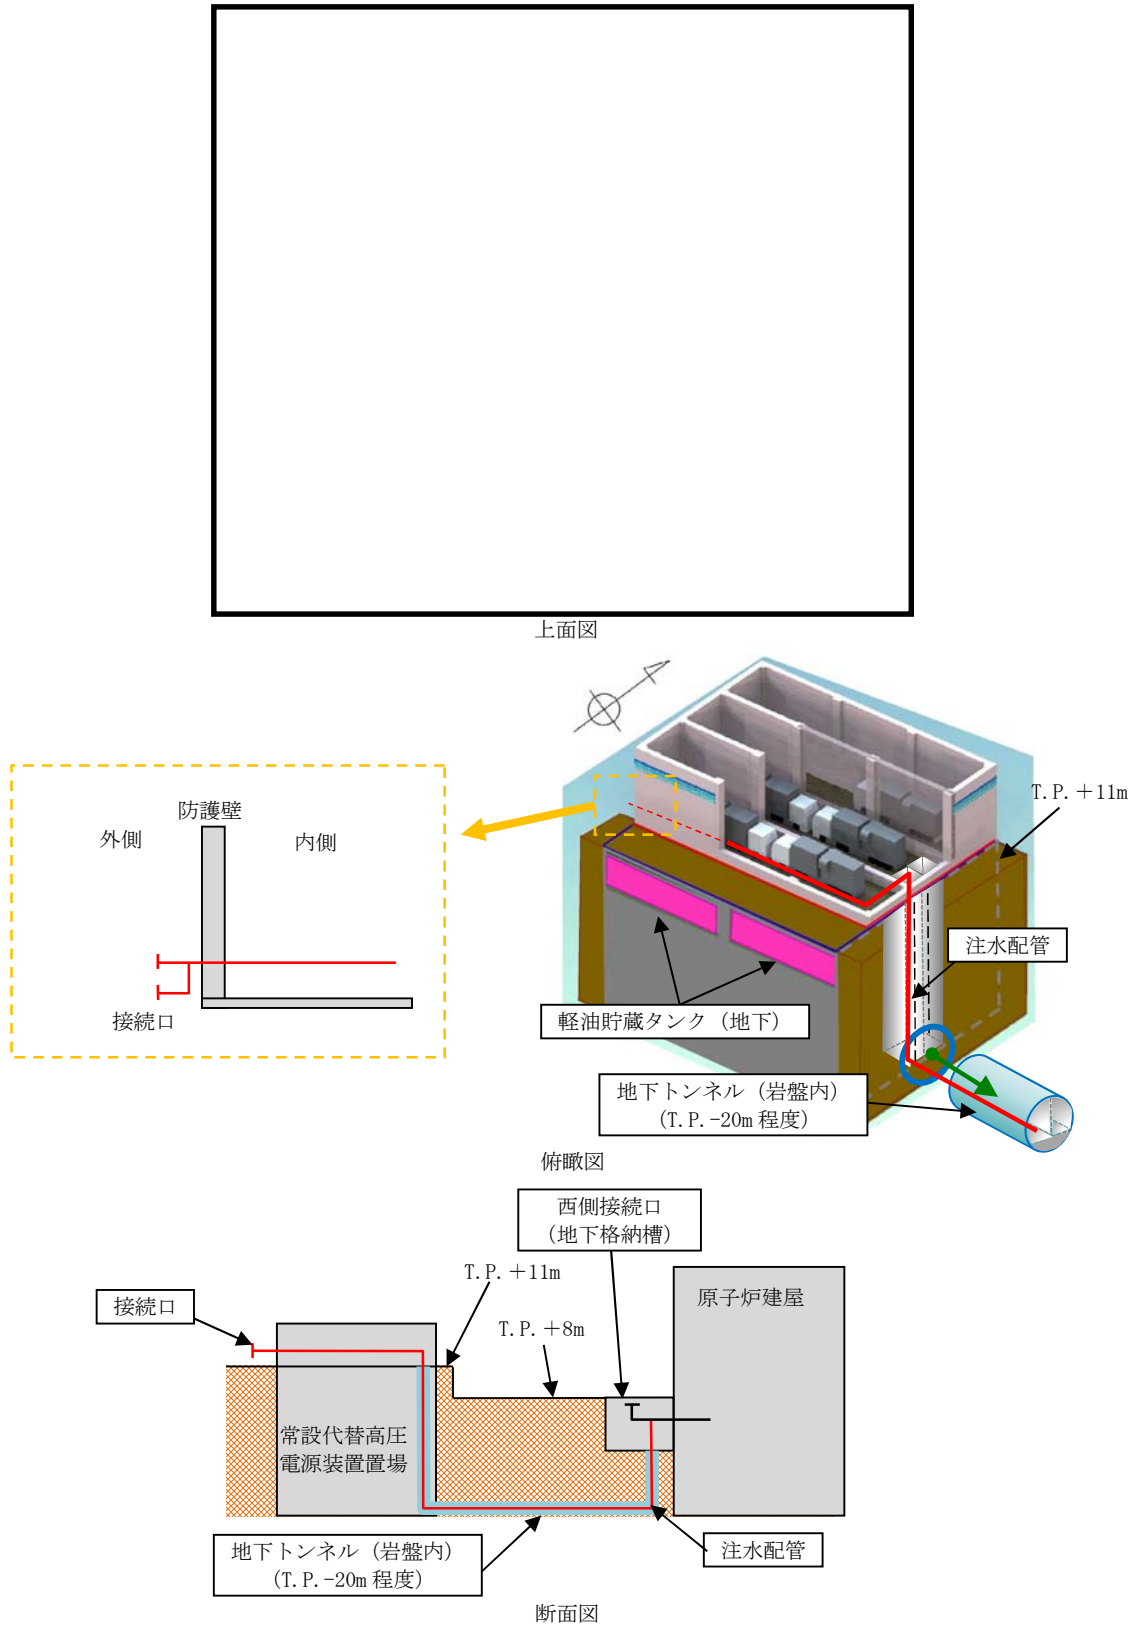 上面図
T.P.＋11m
防護壁
外側
内側
接続口
注水配管
軽油貯蔵タンク（地下）
地下トンネル（岩盤内）
(T.P.-20m 程度)
俯瞰図
西側接続口
（地下格納槽）
T.P.＋11m
接続口
原子炉建屋
T.P.＋8m
常設代替高圧
電源装置置場
地下トンネル（岩盤内）
(T.P.-20m 程度)
注水配管
断面図